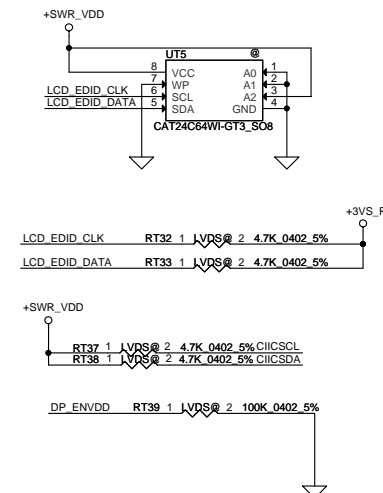 +SWR_VDD
UT5 @
8 VCC A0 1
7 WP A1 2
LCD_EDID_CLK 6 SCL A2 3
LCD_EDID_DATA 5 SDA GND 4
CAT24C64WI-GT3_SO8
+3VS_R
LCD_EDID_CLK RT32 1 LVDS@ 2 4.7K_0402_5%
LCD_EDID_DATA RT33 1 LVDS@ 2 4.7K_0402_5%
+SWR_VDD
RT37 1 LVDS@ 2 4.7K_0402_5% CIICSCL
RT38 1 LVDS@ 2 4.7K_0402_5% CIICSDA
DP_ENVDD RT39 1 LVDS@ 2 100K_0402_5%